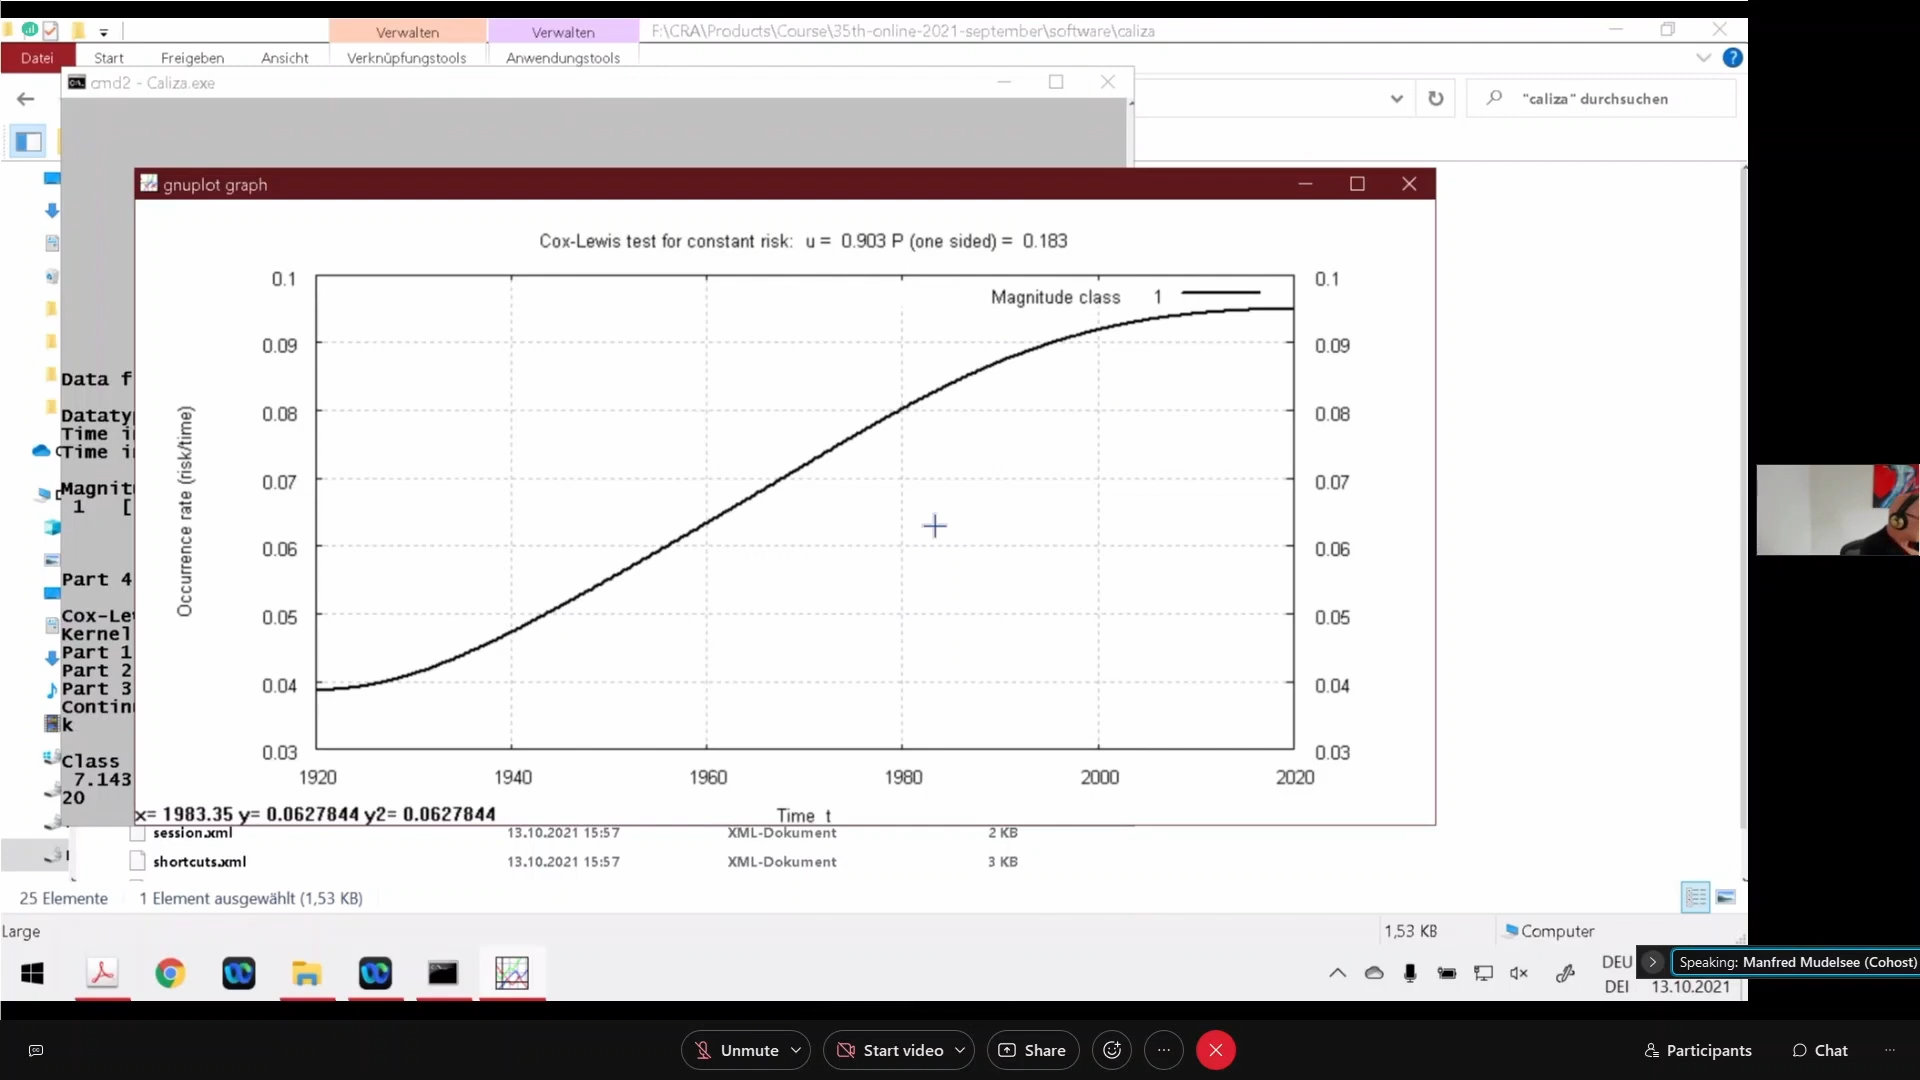 Verwalten
Verwalten
F:\CRA\Products\Course\35th-online-2021-september\software\caliza
Datei
Start
Freigeben
Ansicht
Verknüpfungstools
Anwendungstools
cmd2 - Caliza.exe
"caliza" durchsuchen
gnuplot graph
Cox-Lewis test for constant risk: u = 0.903 P (one sided) = 0.183
Magnitude class 1
0.1
0.09
0.08
0.07
0.06
0.05
0.04
0.03
0.1
0.09
0.08
0.07
0.06
0.05
0.04
0.03
Occurrence rate (risk/time)
1920
1940
1960
1980
2000
2020
Time t
x= 1983.35 y= 0.0627844 y2= 0.0627844
Data f
Dataty
Time i
Time i
Magnit
1 [
Part 4
Cox-Le
Kernel
Part 1
Part 2
Part 3
Contin
k
Class
7.143
20
session.xml 13.10.2021 15:57 XML-Dokument 2 KB
shortcuts.xml 13.10.2021 15:57 XML-Dokument 3 KB
25 Elemente 1 Element ausgewählt (1,53 KB)
Large
1,53 KB
Computer
DEU
DEI
13.10.2021
Speaking: Manfred Mudelsee (Cohost)
Unmute
Start video
Share
Participants
Chat